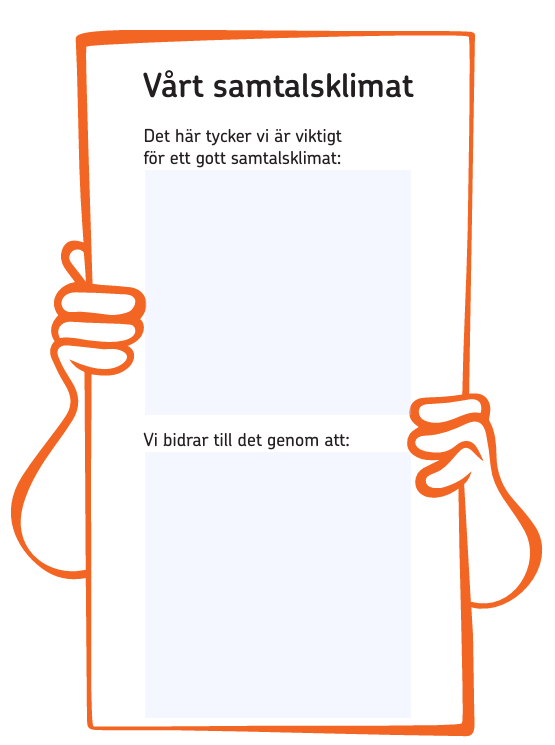 Vårt samtalsklimat
Det här tycker vi är viktigt
för ett gott samtalsklimat:
Vi bidrar till det genom att: